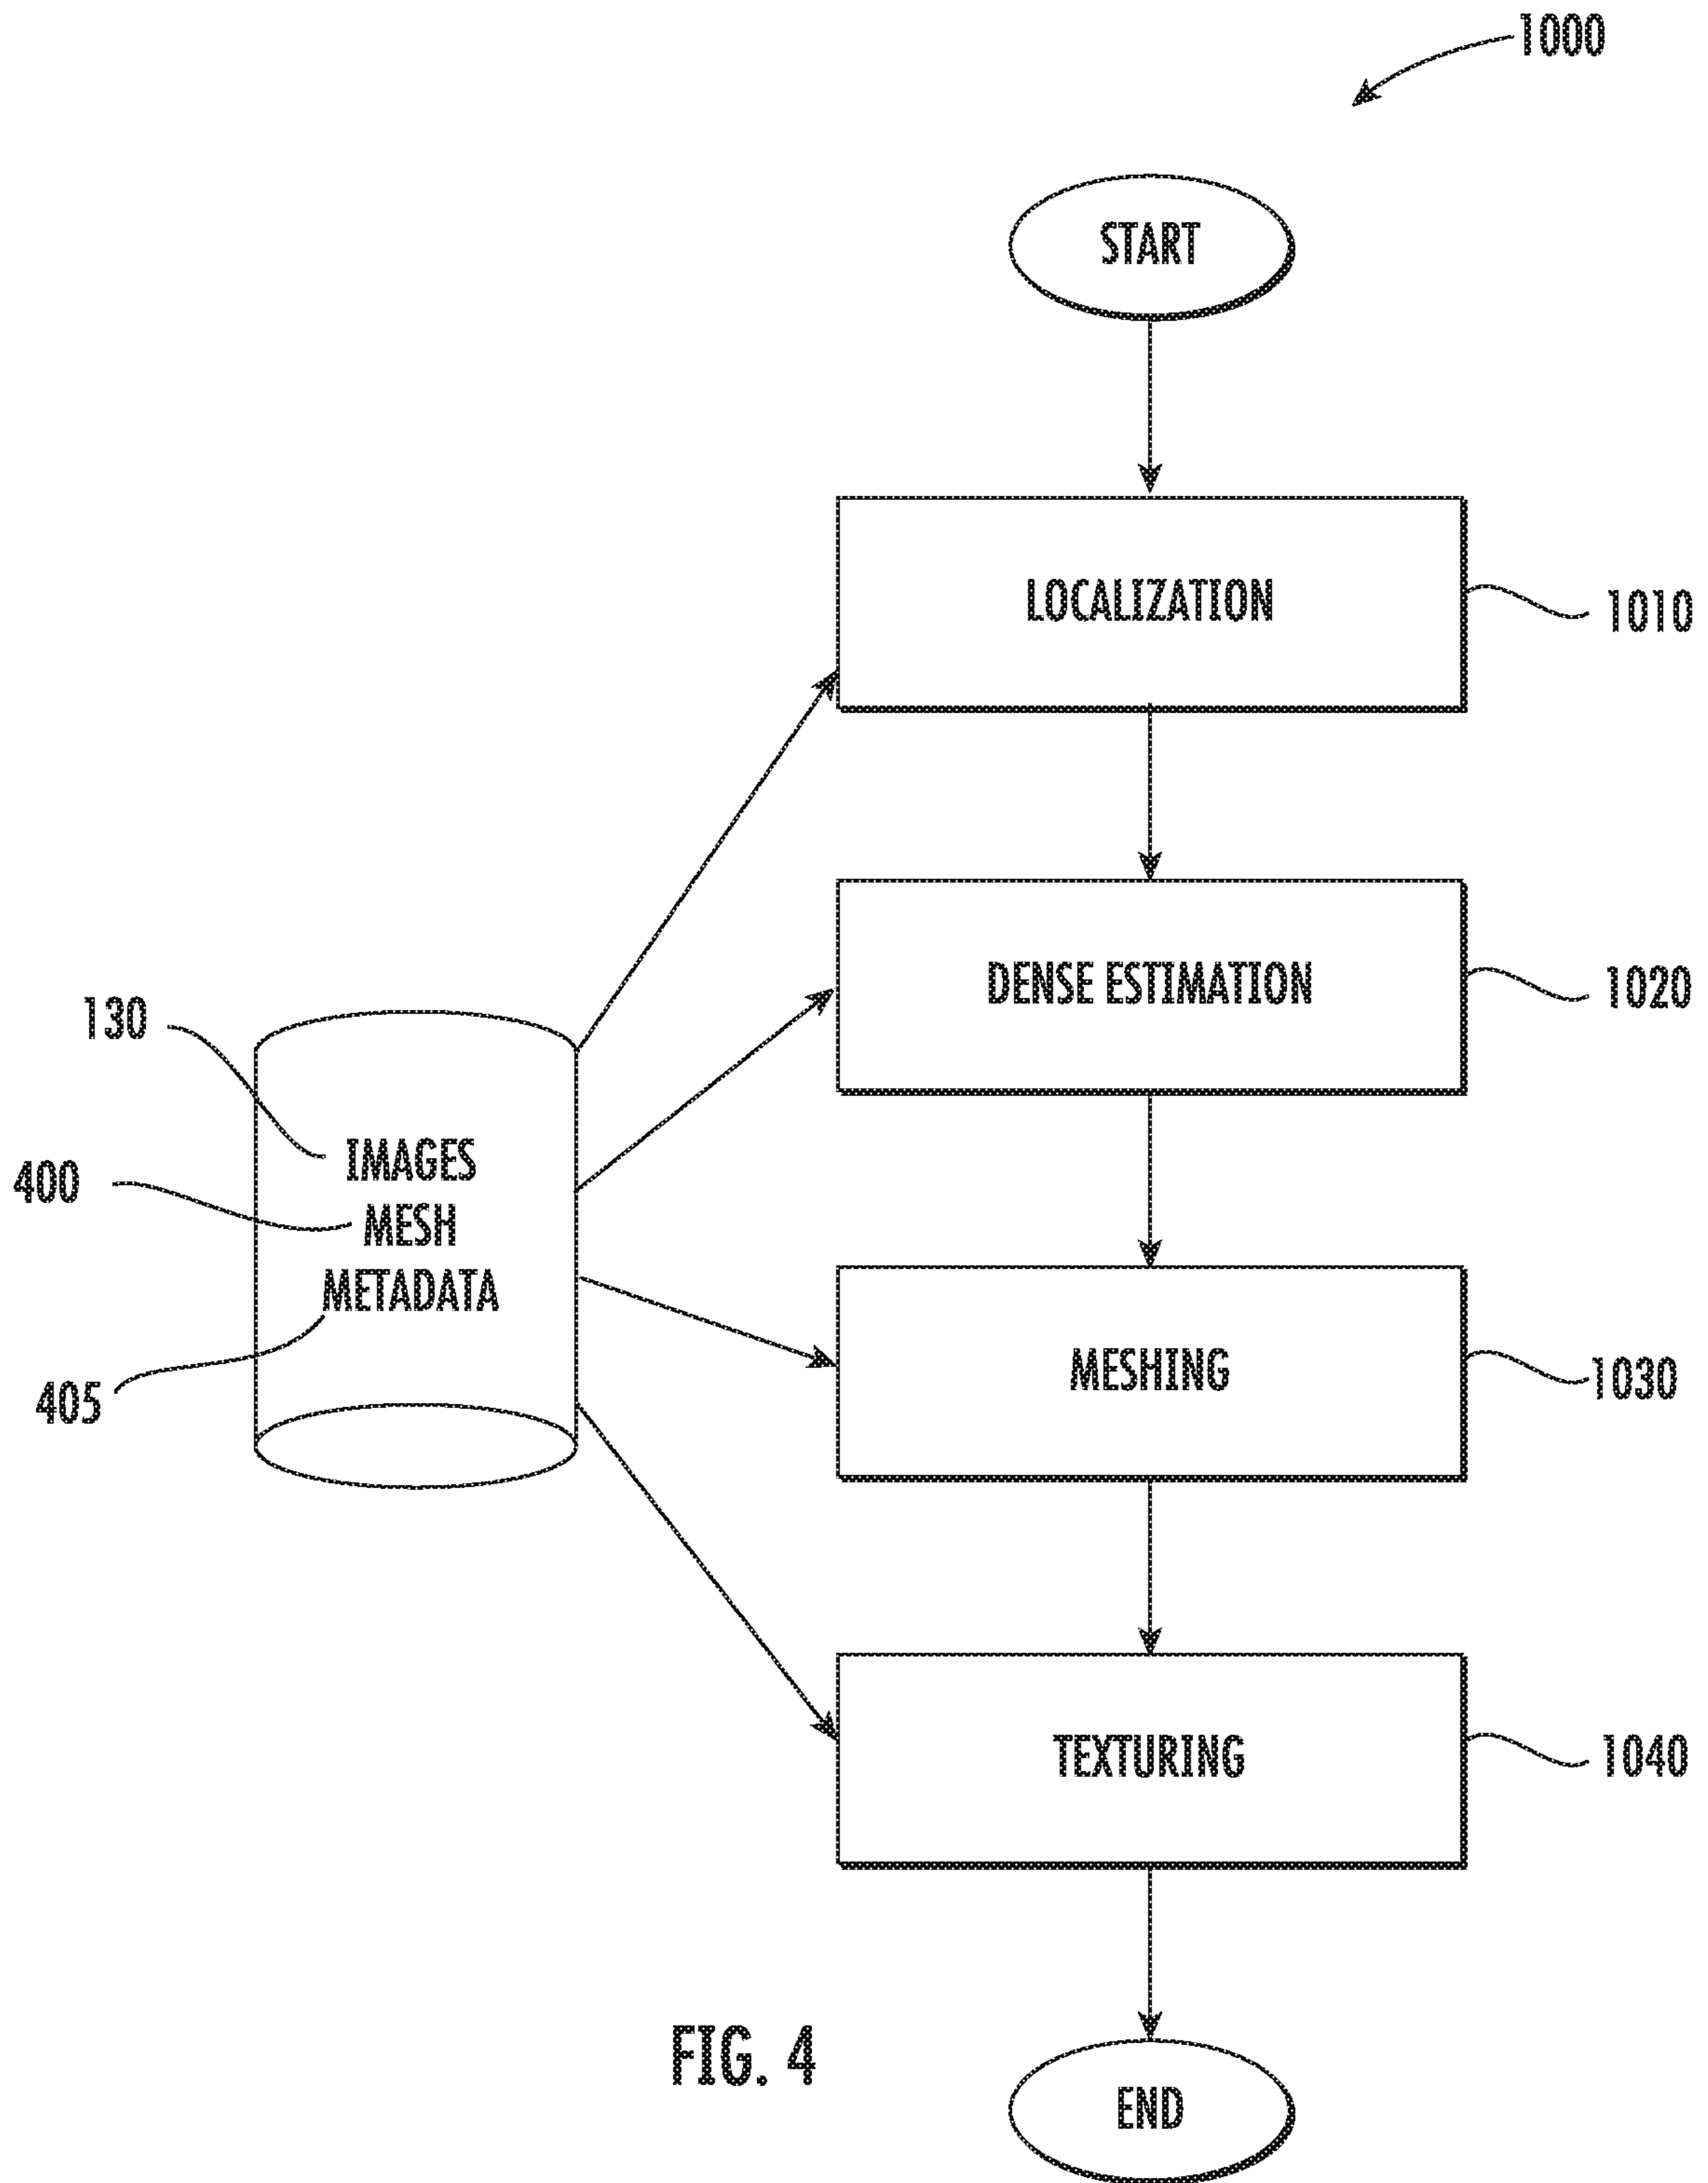 1000
START
LOCALIZATION
1010
DENSE ESTIMATION
1020
130
IMAGES
400
MESH
METADATA
405
MESHING
1030
TEXTURING
1040
FIG. 4
END